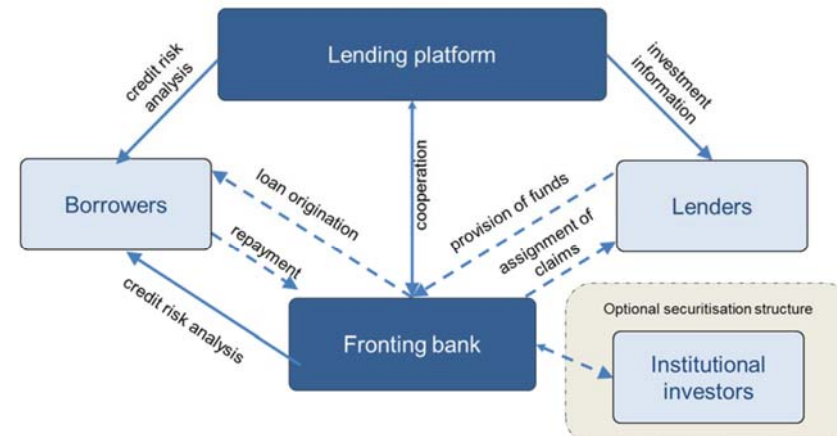 Lending platform
credit risk
analysis
investment
information
cooperation
Borrowers
loan origination
provision of funds
Lenders
repayment
assignment of
claims
credit risk analysis
Fronting bank
Optional securitisation structure
Institutional
investors